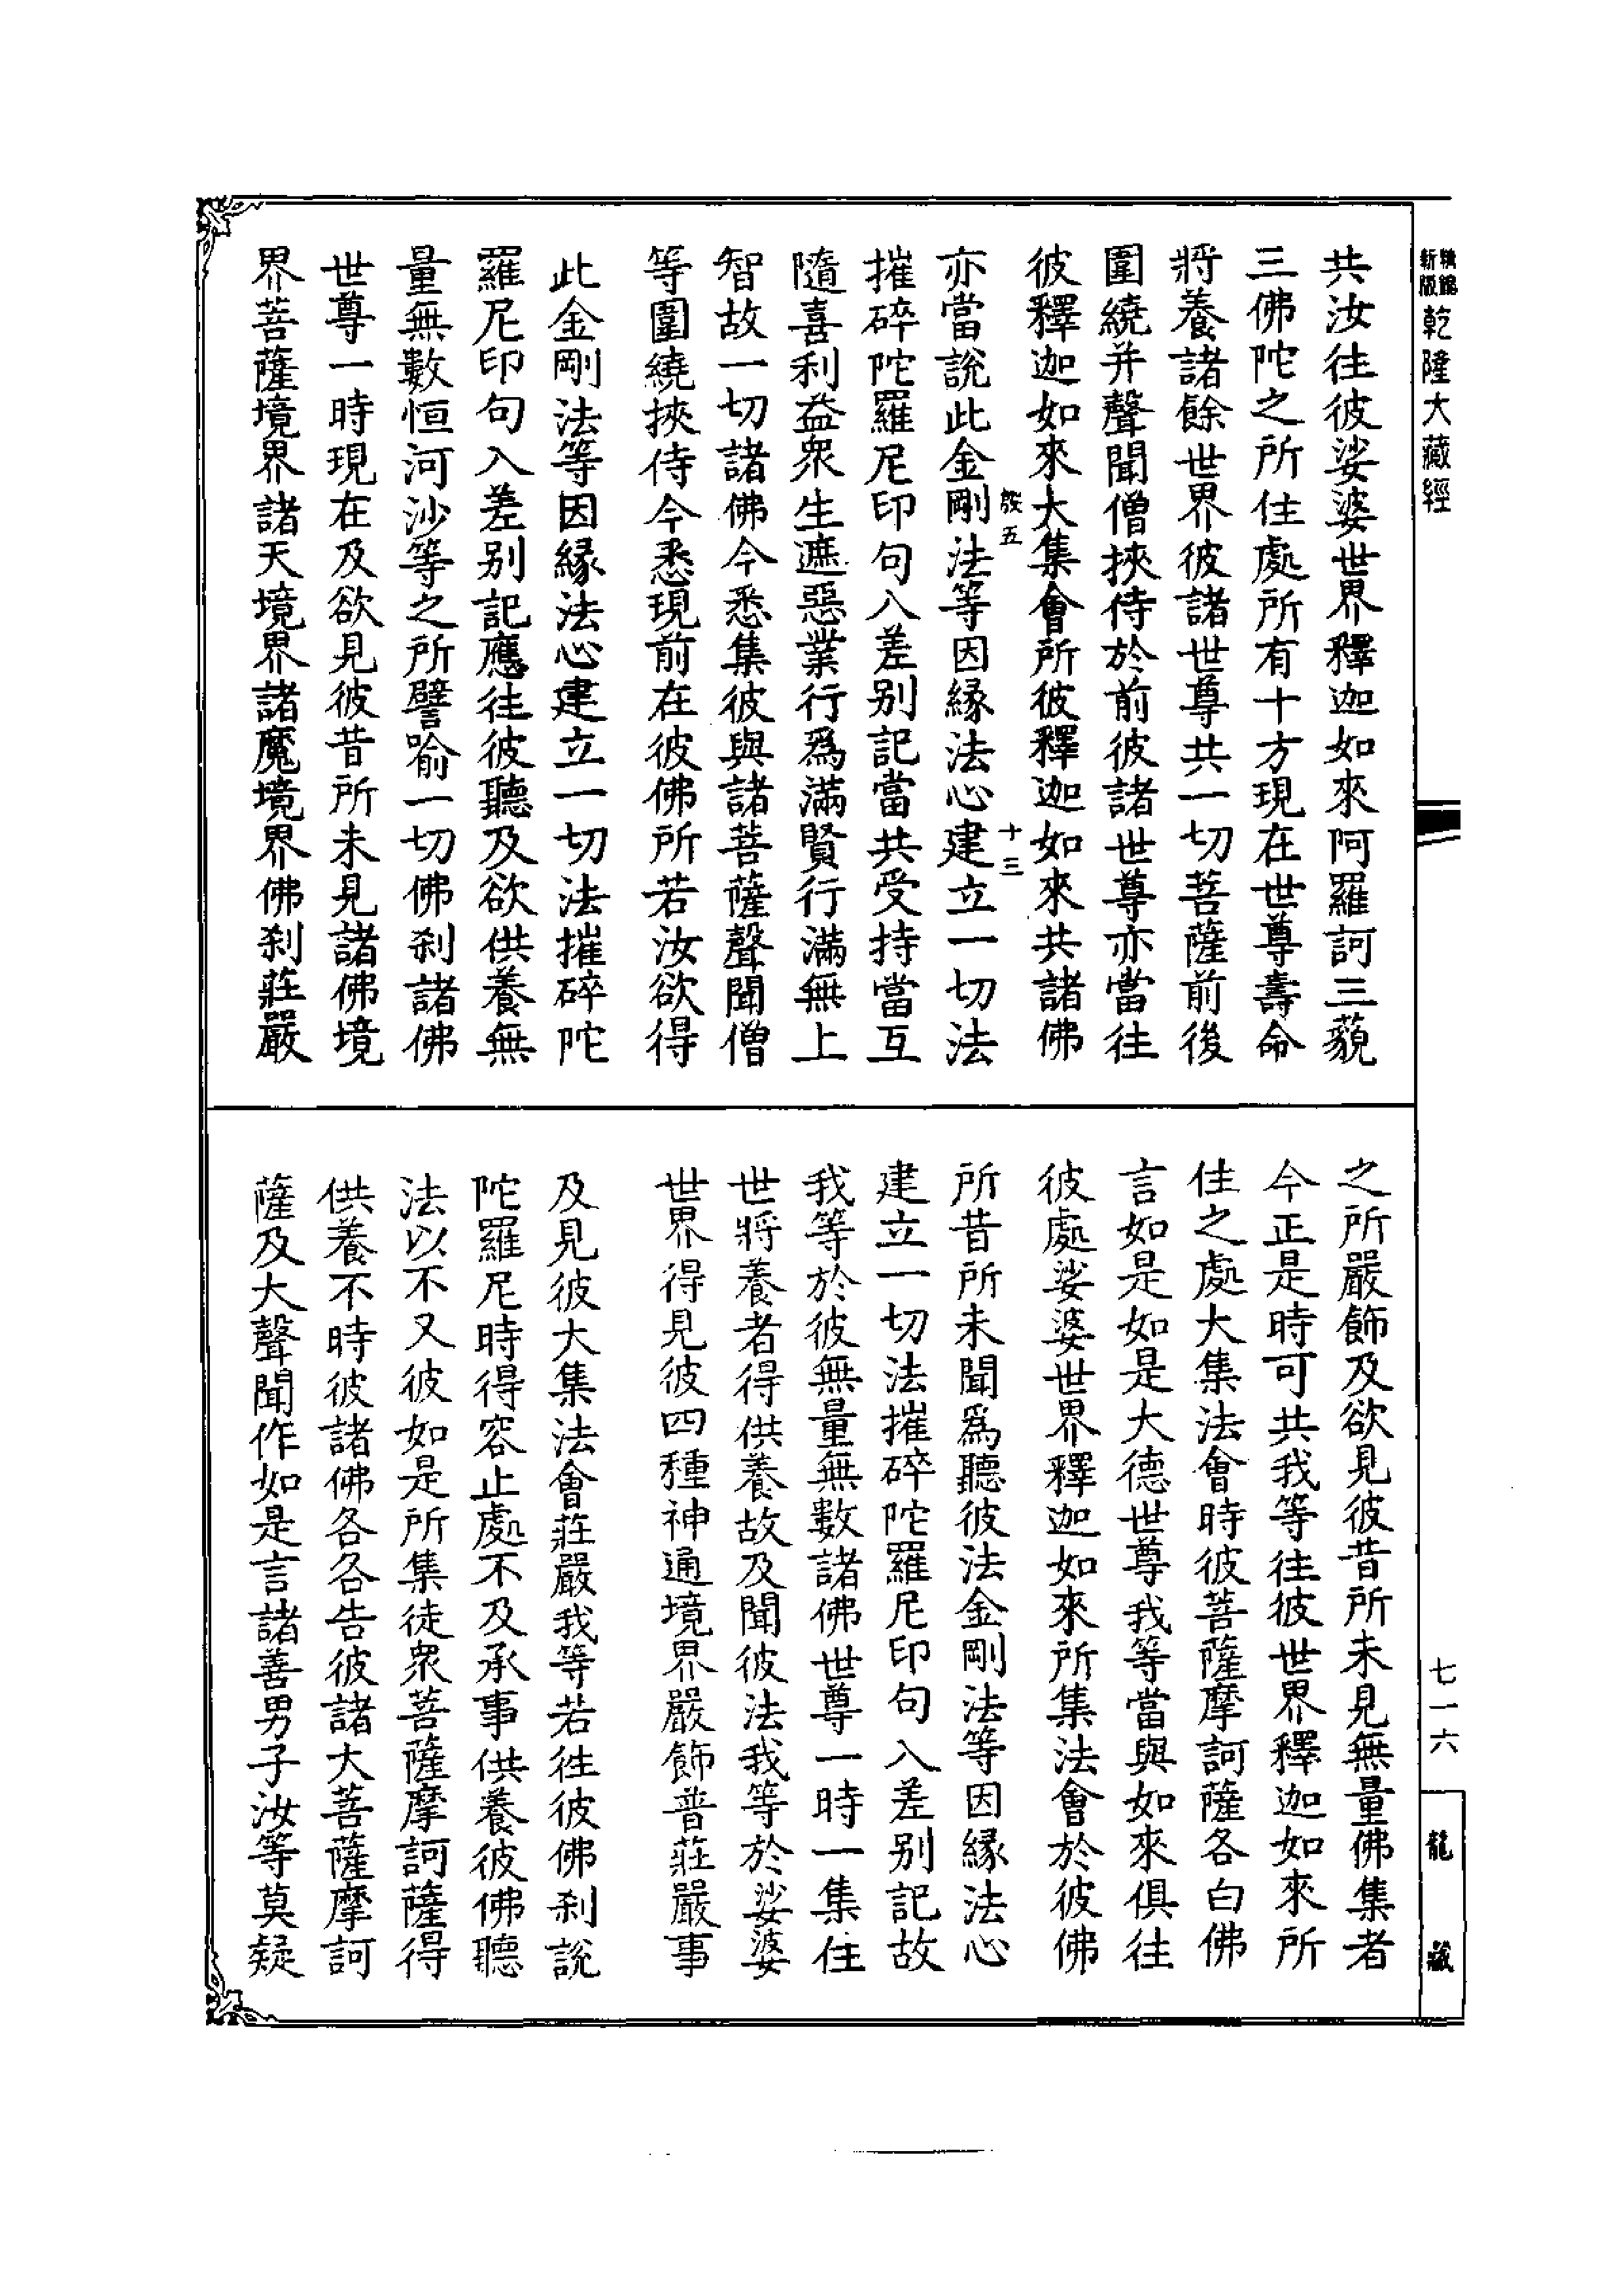 新版
乾隆大藏經
共汝往彼娑婆世界釋迦如來阿羅訶三藐
三佛陀之所住處所有十方現在世尊壽命
將養諸餘世界彼諸世尊共一切菩薩前後
圍繞并聲聞僧挾侍於前彼諸世尊亦當往
彼釋迦如來大集會所彼釋迦如來共諸佛
十三
亦當說此金剛法等因緣法心建立一切法
摧碎陀羅尼印句入差别記當共受持當互
隨喜利益眾生遮惡業行爲滿賢行滿無上
智故一切諸佛今悉集彼與諸菩薩聲聞僧
等圍繞挾侍今悉現前在彼佛所若汝欲得
此金剛法等因緣法心建立一切法摧碎陀
羅尼印句入差别記應往彼聽及欲供養無
量無數恒河沙等之所譬喻一切佛刹諸佛
世尊一時現在及欲見彼昔所未見諸佛境
界菩薩境界諸天境界諸魔境界佛刹莊嚴
之所嚴飾及欲見彼昔所未見無量佛集者
今正是時可共我等往彼世界釋迦如來所
住之處大集法會時彼菩薩摩訶薩各白佛
言如是如是大德世尊我等當與如來俱往
彼處娑婆世界釋迦如來所集法會於彼佛
所昔所未聞爲聽彼法金剛法等因緣法心
建立一切法摧碎陀羅尼印句入差别記故
我等於彼無量無數諸佛世尊一時一集住
世將養者得供養故及聞彼法我等於娑婆
世界得見彼四種神通境界嚴飾普莊嚴事
及見彼大集法會莊嚴我等若往彼佛刹說
陀羅尼時得容止處不及承事供養彼佛聽
法以不又彼如是所集徒眾菩薩摩訶薩得
供養不時彼諸佛各各告彼諸大菩薩摩訶
薩及大聲聞作如是言諸善男子汝等莫疑
七一六
龍藏